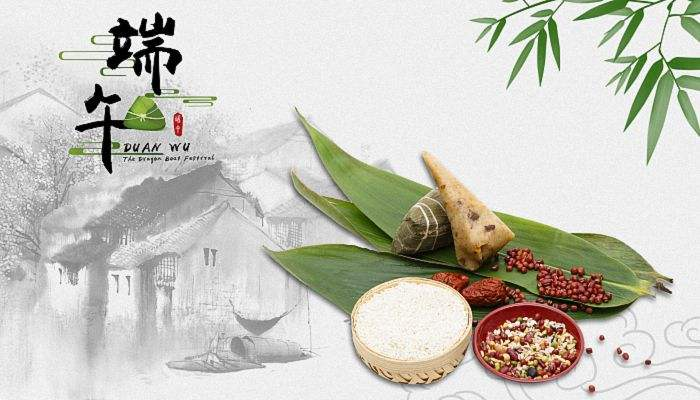 端
午
DUAN WU
The Dragon Boat Festival